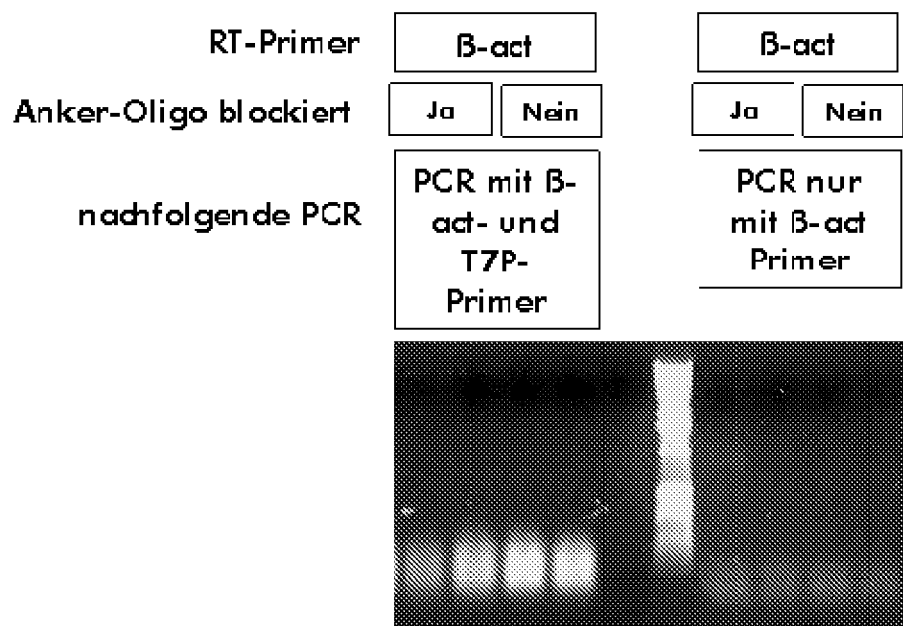 RT-Primer ß-act ß-act
Anker-Oligo blockiert Ja Nein Ja Nein
nachfolgende PCR
PCR mit ß-
act- und
T7P-
Primer
PCR nur
mit ß-act
Primer